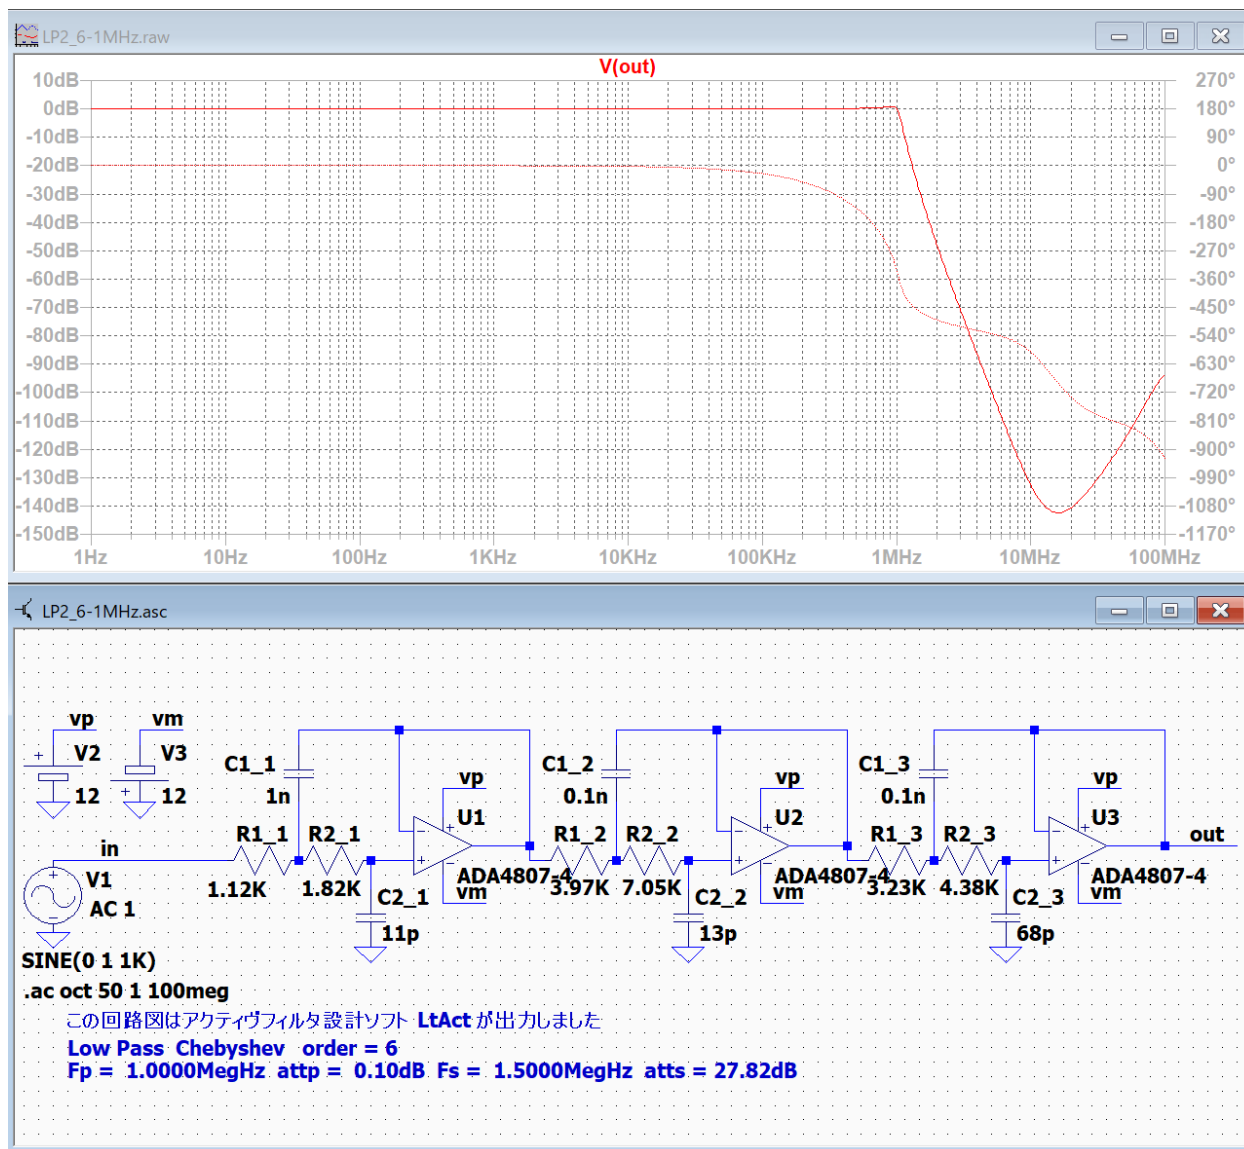 LP2_6-1MHz.raw
V(out)
10dB
0dB
-10dB
-20dB
-30dB
-40dB
-50dB
-60dB
-70dB
-80dB
-90dB
-100dB
-110dB
-120dB
-130dB
-140dB
-150dB
270°
180°
90°
0°
-90°
-180°
-270°
-360°
-450°
-540°
-630°
-720°
-810°
-900°
-990°
-1080°
-1170°
1Hz 10Hz 100Hz 1KHz 10KHz 100KHz 1MHz 10MHz 100MHz
LP2_6-1MHz.asc
vp vm
V2 V3
12 12
C1_1 C1_2 C1_3
1n 0.1n 0.1n
vp vp vp
U1 U2 U3
in R1_1 R2_1 R1_2 R2_2 R1_3 R2_3 out
1.12K 1.82K 3.97K 7.05K 3.23K 4.38K
ADA4807-4 ADA4807-4 ADA4807-4
vm vm vm
V1
AC 1
C2_1 C2_2 C2_3
11p 13p 68p
SINE(0 1 1K)
.ac oct 50 1 100meg
この回路図はアクティヴフィルタ設計ソフト LtAct が出力しました
Low Pass Chebyshev order = 6
Fp = 1.0000MegHz attp = 0.10dB Fs = 1.5000MegHz atts = 27.82dB